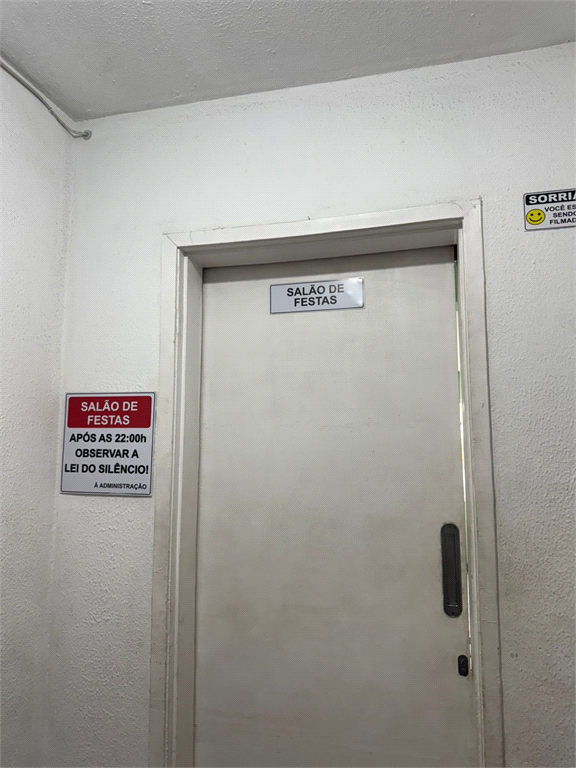 SORRIA
VOCÊ ES
SENDO
FILMAD
SALÃO DE
FESTAS
SALÃO DE
FESTAS
APÓS AS 22:00h
OBSERVAR A
LEI DO SILÊNCIO!
À ADMINISTRAÇÃO